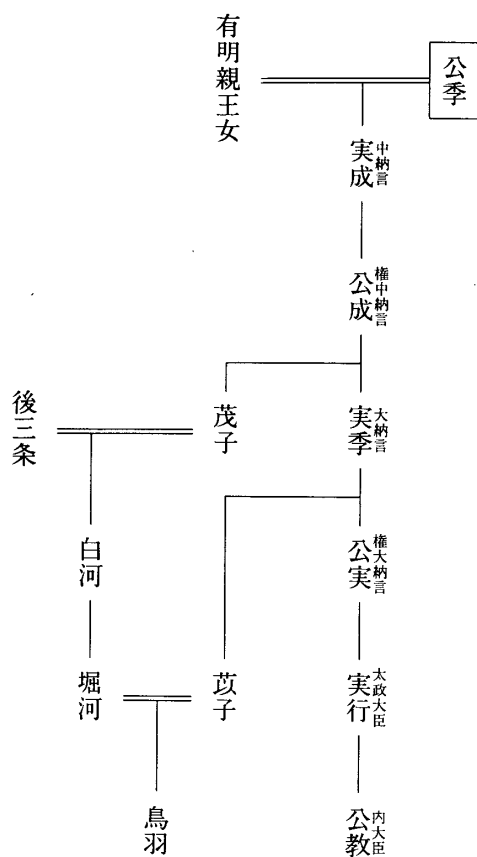 公季
有明親王女
中納言
実成
権中納言
公成
大納言
実季
茂子
後三条
権大納言
公実
白河
太政大臣
実行
苡子
堀河
内大臣
公教
鳥羽